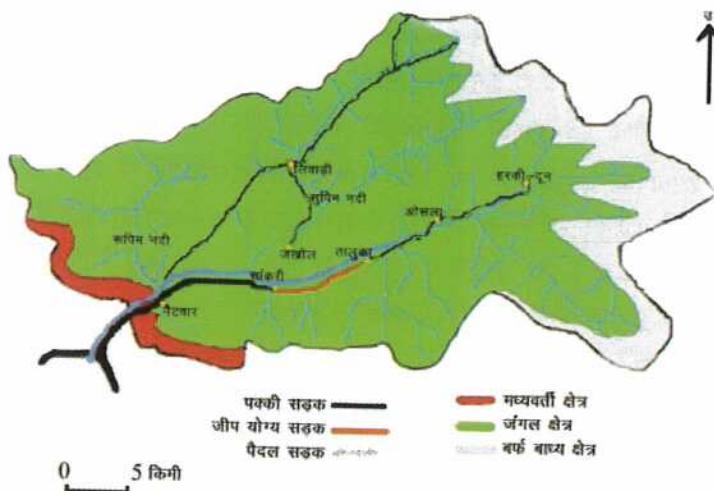 उ
लिवाड़ी
हरकी-दून
सुपिन नदी
ओसला
रूपिन नदी
जखोल
तालुका
सांकरी
नैटवार
पक्की सड़क
मध्यवर्ती क्षेत्र
जीप योग्य सड़क
जंगल क्षेत्र
पैदल सड़क
बर्फ बाध्य क्षेत्र
0 5 किमी